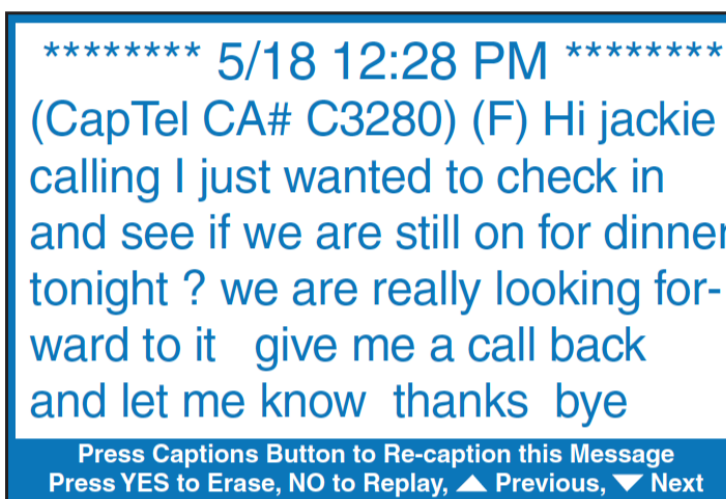 ******** 5/18 12:28 PM ********
(CapTel CA# C3280) (F) Hi jackie
calling I just wanted to check in
and see if we are still on for dinner
tonight ? we are really looking for-
ward to it   give me a call back
and let me know  thanks  bye
Press Captions Button to Re-caption this Message
Press YES to Erase, NO to Replay, ▲ Previous, ▼ Next